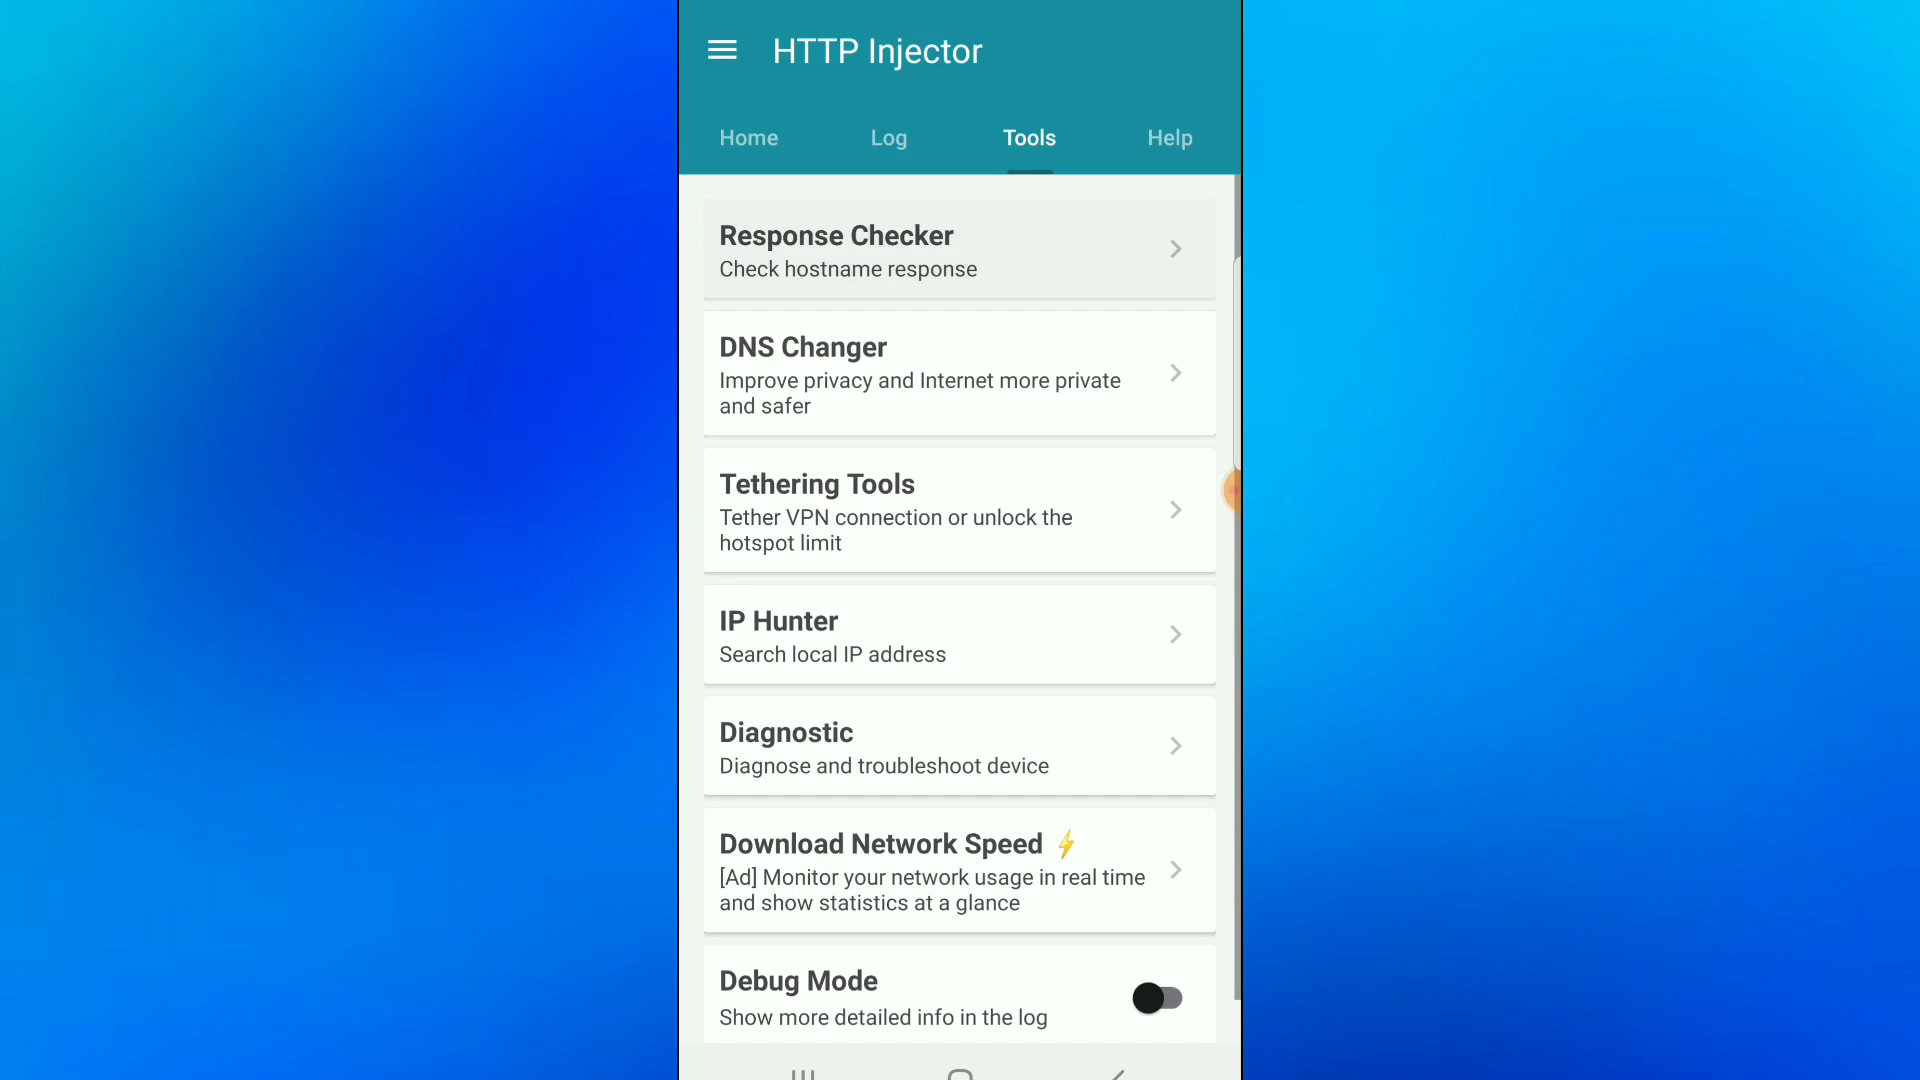 HTTP Injector
Home Log Tools Help
Response Checker
Check hostname response
DNS Changer
Improve privacy and Internet more private
and safer
Tethering Tools
Tether VPN connection or unlock the
hotspot limit
IP Hunter
Search local IP address
Diagnostic
Diagnose and troubleshoot device
Download Network Speed ⚡
[Ad] Monitor your network usage in real time
and show statistics at a glance
Debug Mode
Show more detailed info in the log